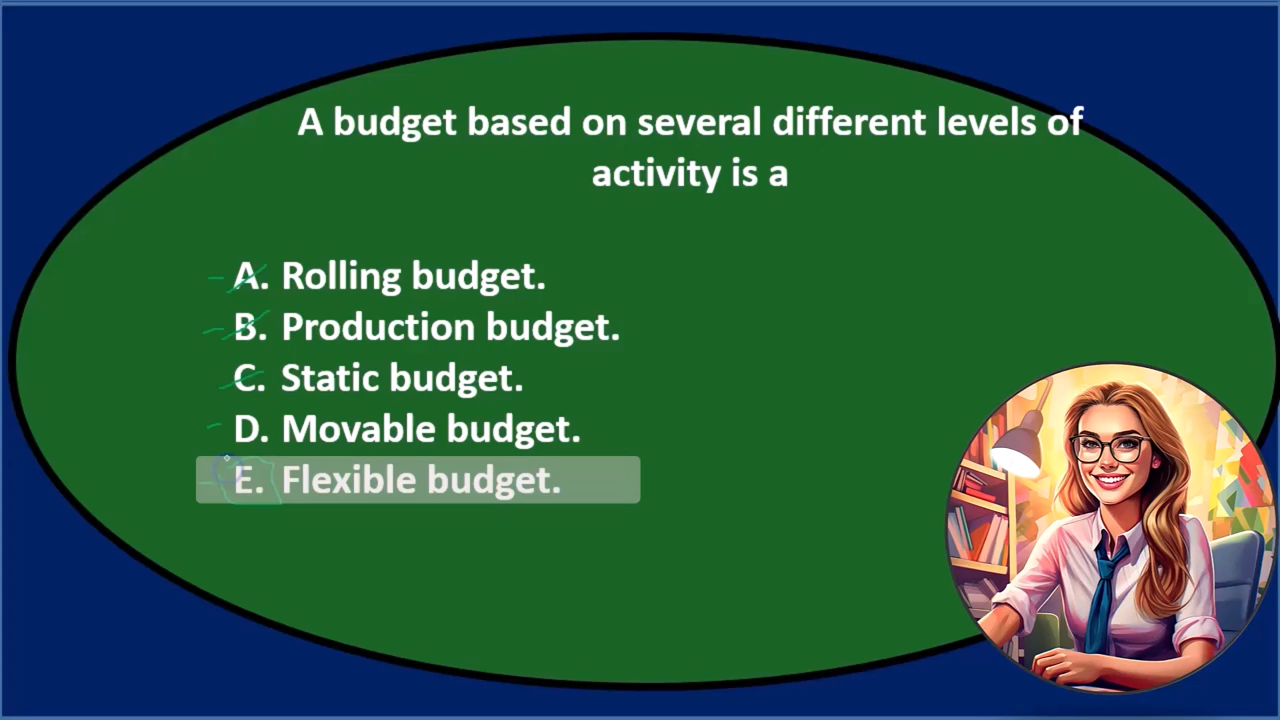 A budget based on several different levels of
activity is a
A. Rolling budget.
B. Production budget.
C. Static budget.
D. Movable budget.
E. Flexible budget.